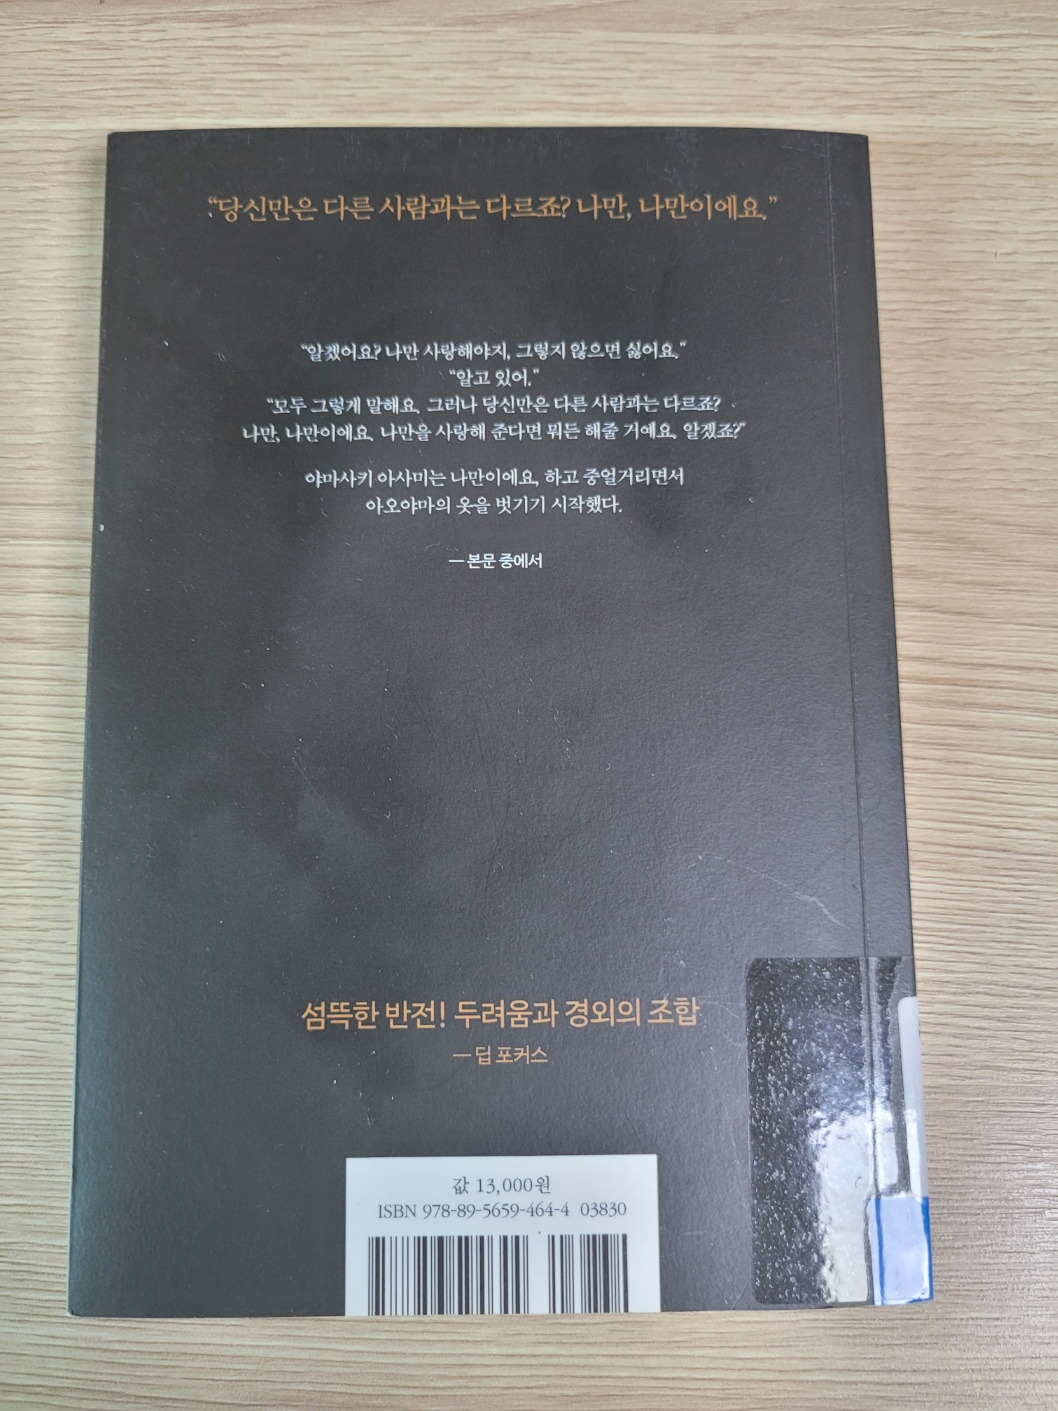 “당신만은 다른 사람과는 다르죠? 나만, 나만이에요.”
“알겠어요? 나만 사랑해야지, 그렇지 않으면 싫어요.”
“알고 있어.”
“모두 그렇게 말해요. 그러나 당신만은 다른 사람과는 다르죠?
나만, 나만이에요. 나만을 사랑해 준다면 뭐든 해줄 거예요. 알겠죠?”
야마사키 아사미는 나만이에요, 하고 중얼거리면서
아오야마의 옷을 벗기기 시작했다.
— 본문 중에서
섬뜩한 반전! 두려움과 경외의 조합
— 딥 포커스
값 13,000원
ISBN 978-89-5659-464-4 03830